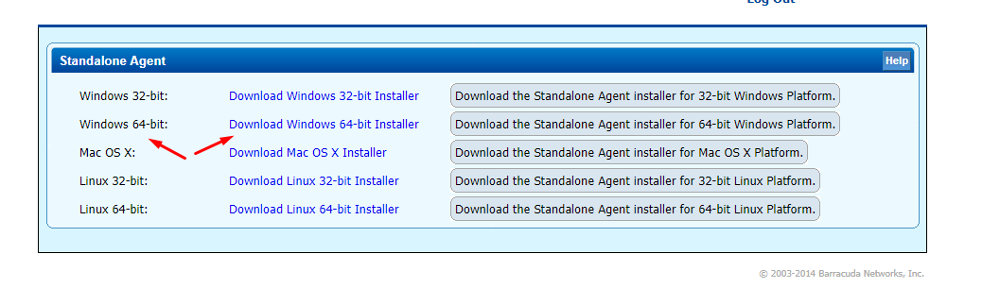 Log Out
Standalone Agent Help
Windows 32-bit: Download Windows 32-bit Installer Download the Standalone Agent installer for 32-bit Windows Platform.
Windows 64-bit: Download Windows 64-bit Installer Download the Standalone Agent installer for 64-bit Windows Platform.
Mac OS X: Download Mac OS X Installer Download the Standalone Agent installer for Mac OS X Platform.
Linux 32-bit: Download Linux 32-bit Installer Download the Standalone Agent installer for 32-bit Linux Platform.
Linux 64-bit: Download Linux 64-bit Installer Download the Standalone Agent installer for 64-bit Linux Platform.
© 2003-2014 Barracuda Networks, Inc.